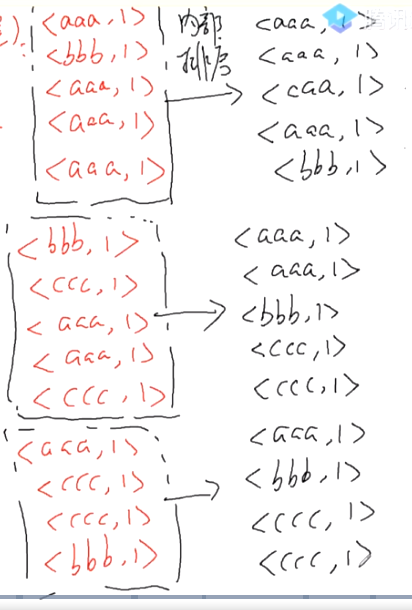 <aaa,1> 内部 <aaa,1>
<bbb,1> 排序 <aaa,1>
<aaa,1> <caa,1>
<aaa,1> <aaa,1>
<aaa,1> <bbb,1>
<bbb,1> <aaa,1>
<ccc,1> <aaa,1>
<aaa,1> <bbb,1>
<aaa,1> <ccc,1>
<ccc,1> <ccc,1>
<aaa,1> <aaa,1>
<ccc,1> <bbb,1>
<ccc,1> <ccc,1>
<bbb,1> <ccc,1>